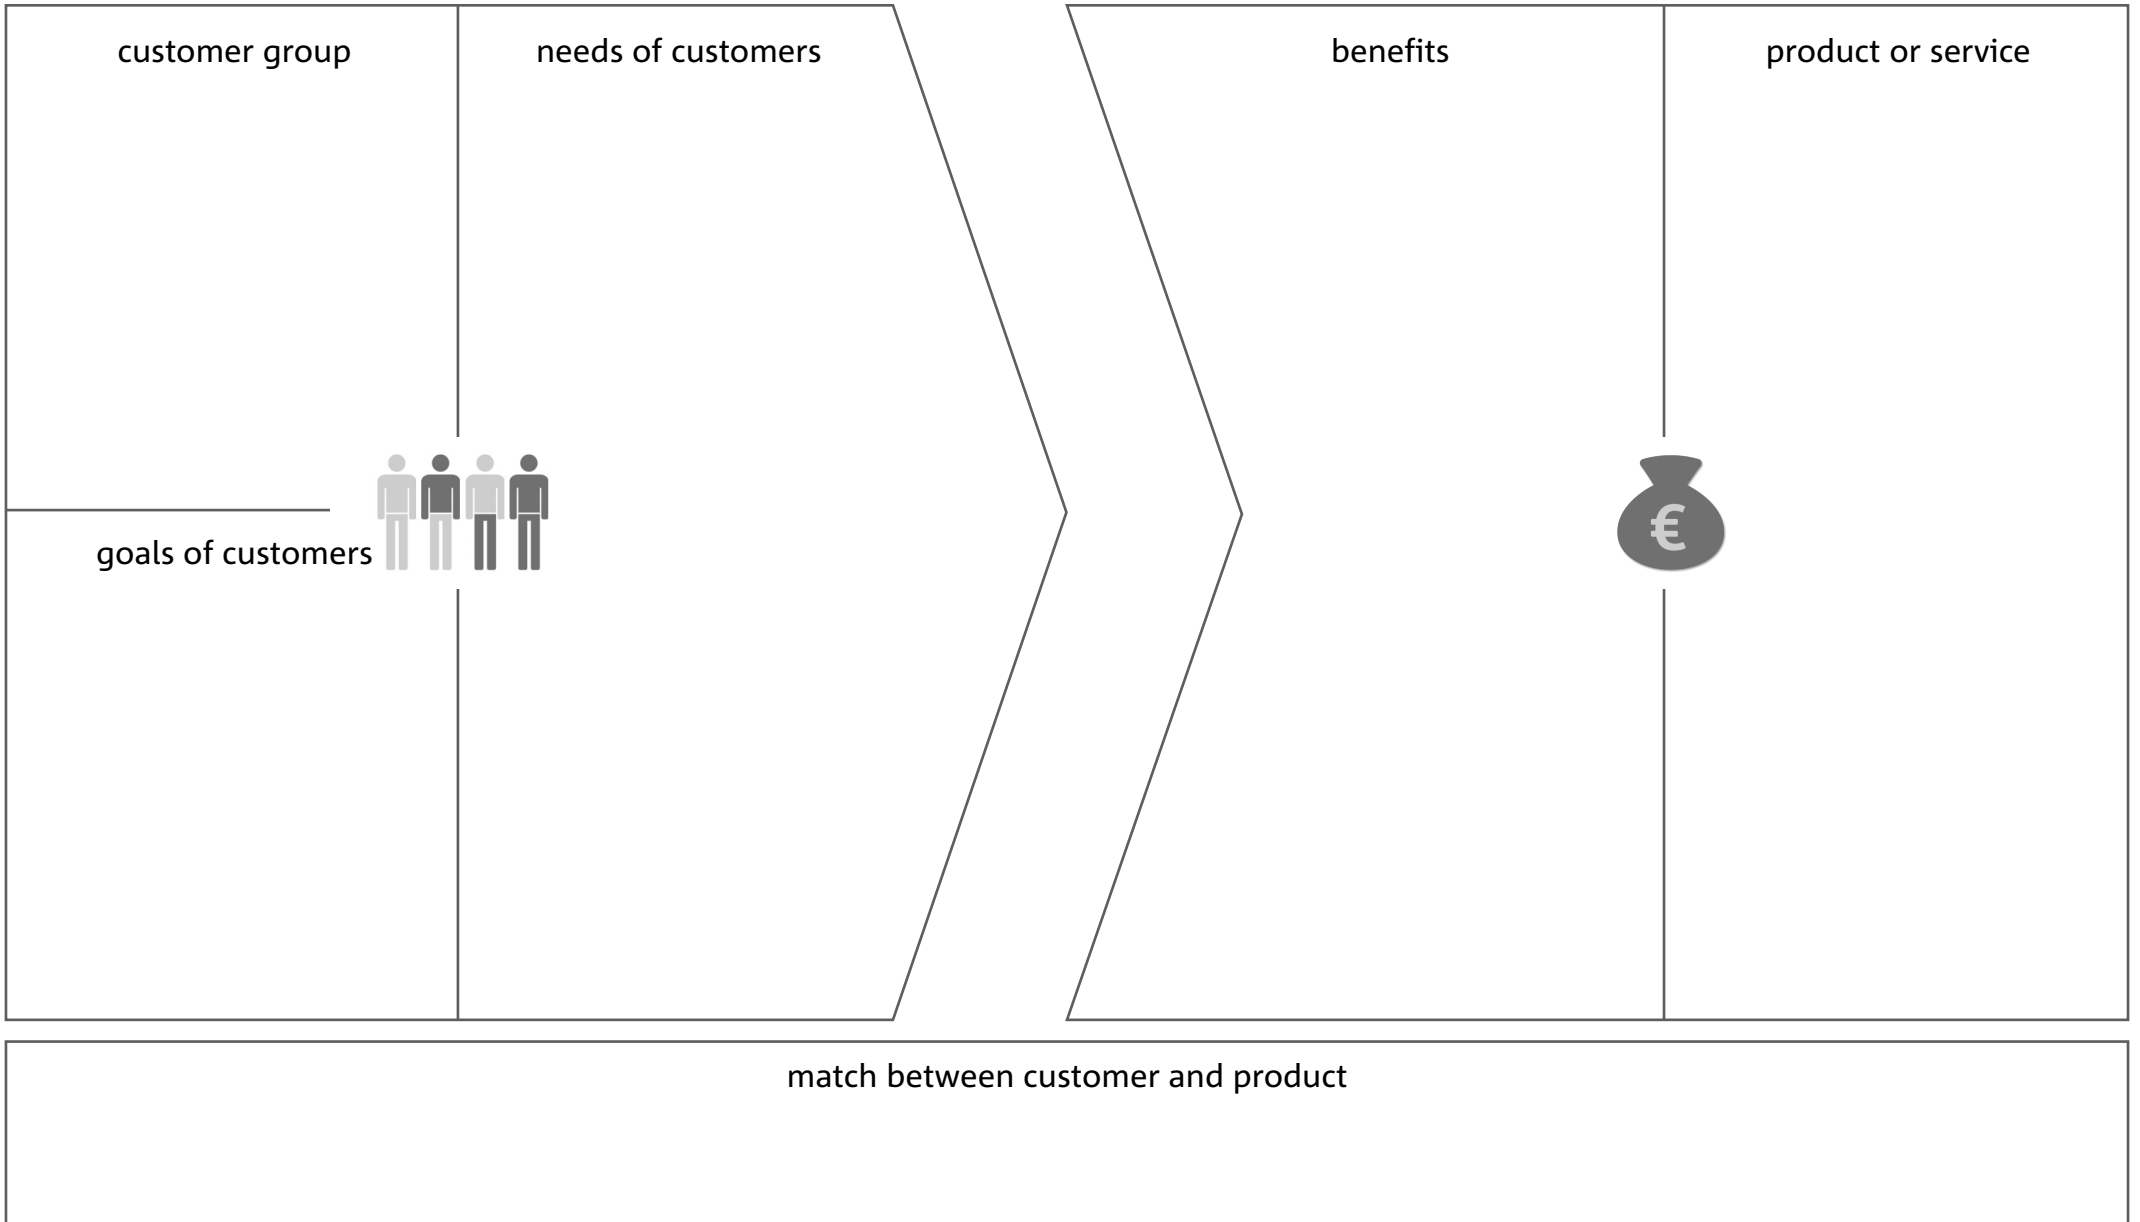 customer group
needs of customers
benefits
product or service
goals of customers
€
match between customer and product